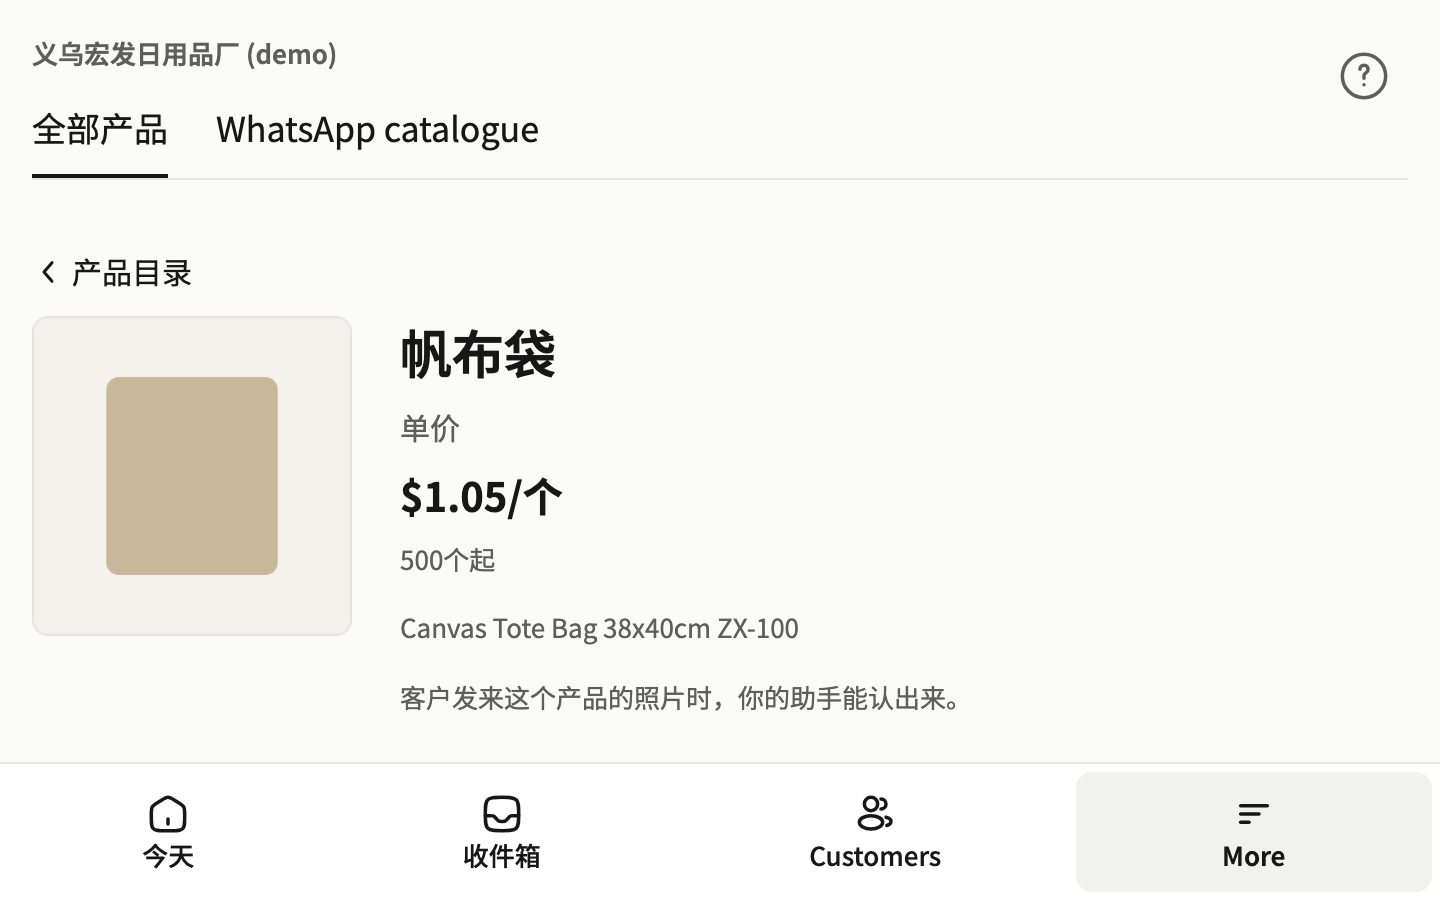 义乌宏发日用品厂 (demo)
?
全部产品 WhatsApp catalogue
产品目录
帆布袋
单价
$1.05/个
500个起
Canvas Tote Bag 38x40cm ZX-100
客户发来这个产品的照片时，你的助手能认出来。
今天 收件箱 Customers More